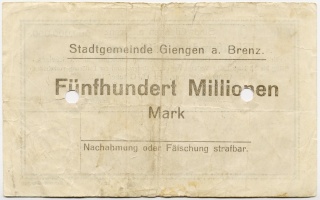 Stadtgemeinde Giengen a. Brenz.
Fünfhundert Millionen
Mark
Nachahmung oder Fälschung strafbar.